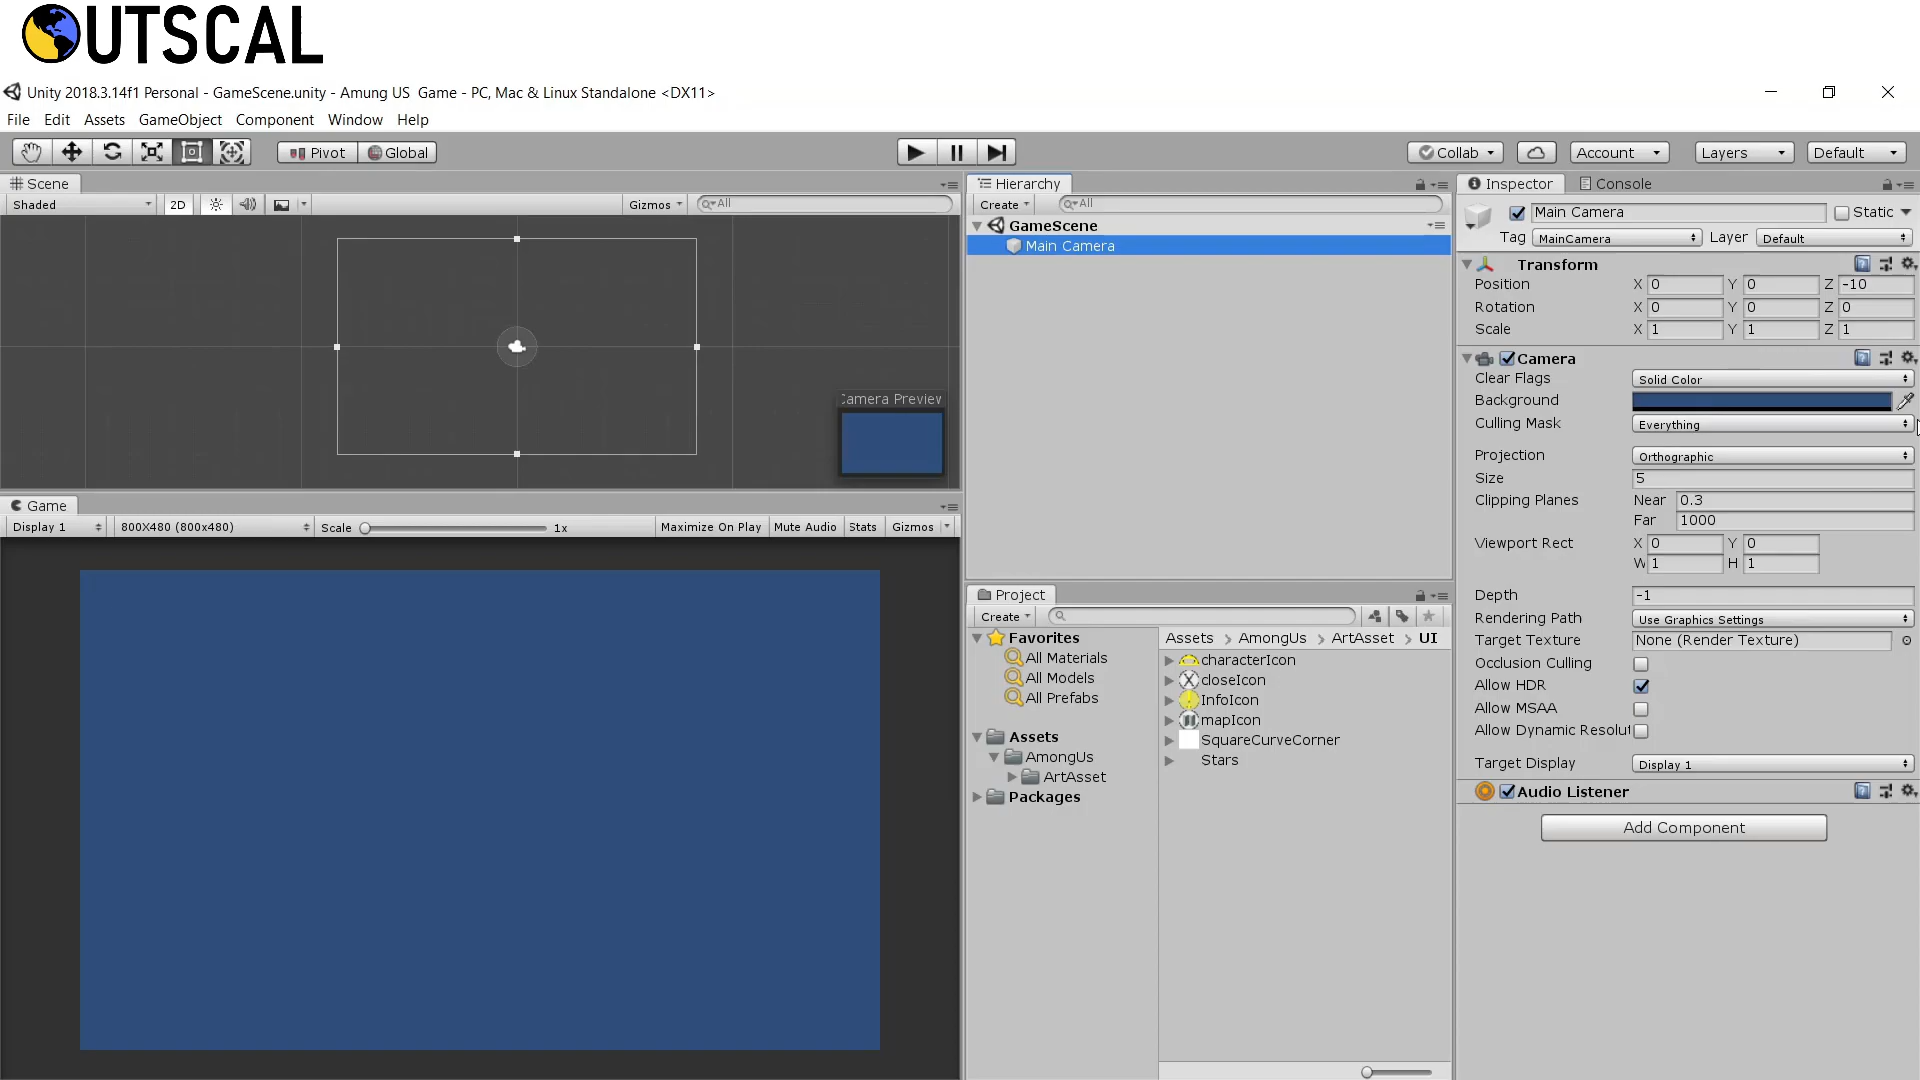 OUTSCAL
Unity 2018.3.14f1 Personal - GameScene.unity - Amung US Game - PC, Mac & Linux Standalone <DX11>
File Edit Assets GameObject Component Window Help
Pivot Global Collab Account Layers Default
Scene
Shaded 2D Gizmos All
Camera Preview
Game
Display 1 800X480 (800x480) Scale 1x Maximize On Play Mute Audio Stats Gizmos
Hierarchy
Create All
GameScene
Main Camera
Project
Create
Favorites
All Materials
All Models
All Prefabs
Assets
AmongUs
ArtAsset
Packages
Assets > AmongUs > ArtAsset > UI
characterIcon
closeIcon
InfoIcon
mapIcon
SquareCurveCorner
Stars
Inspector Console
Main Camera Static
Tag MainCamera Layer Default
Transform
Position X 0 Y 0 Z -10
Rotation X 0 Y 0 Z 0
Scale X 1 Y 1 Z 1
Camera
Clear Flags Solid Color
Background
Culling Mask Everything
Projection Orthographic
Size 5
Clipping Planes Near 0.3
Far 1000
Viewport Rect X 0 Y 0
W 1 H 1
Depth -1
Rendering Path Use Graphics Settings
Target Texture None (Render Texture)
Occlusion Culling
Allow HDR
Allow MSAA
Allow Dynamic Resolut
Target Display Display 1
Audio Listener
Add Component